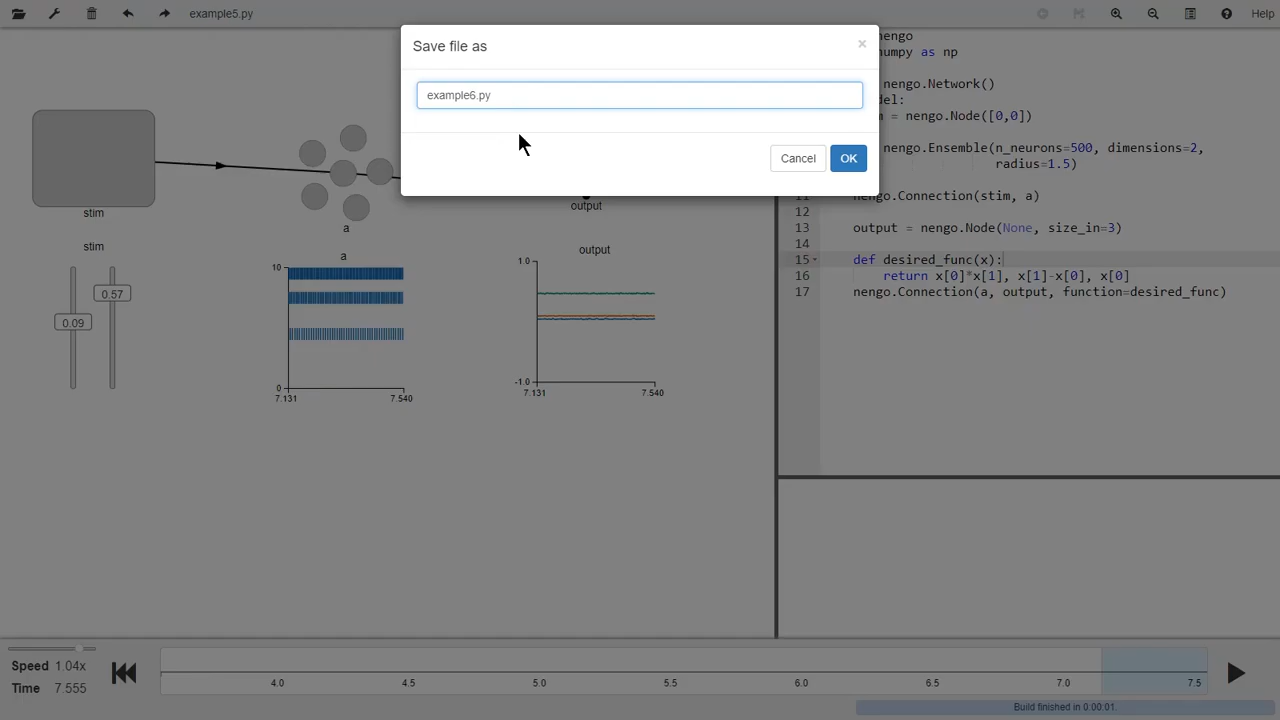 example5.py
Help
Save file as
×
example6.py
Cancel
OK
nengo
numpy as np
nengo.Network()
del:
= nengo.Node([0,0])
nengo.Ensemble(n_neurons=500, dimensions=2,
radius=1.5)
11 nengo.Connection(stim, a)
12
13 output = nengo.Node(None, size_in=3)
14
15 def desired_func(x):
16 return x[0]*x[1], x[1]-x[0], x[0]
17 nengo.Connection(a, output, function=desired_func)
stim
a
output
stim
0.57
0.09
a
10
0
7.131 7.540
output
1.0
-1.0
7.131 7.540
Speed 1.04x
Time 7.555
4.0 4.5 5.0 5.5 6.0 6.5 7.0 7.5
Build finished in 0:00:01.